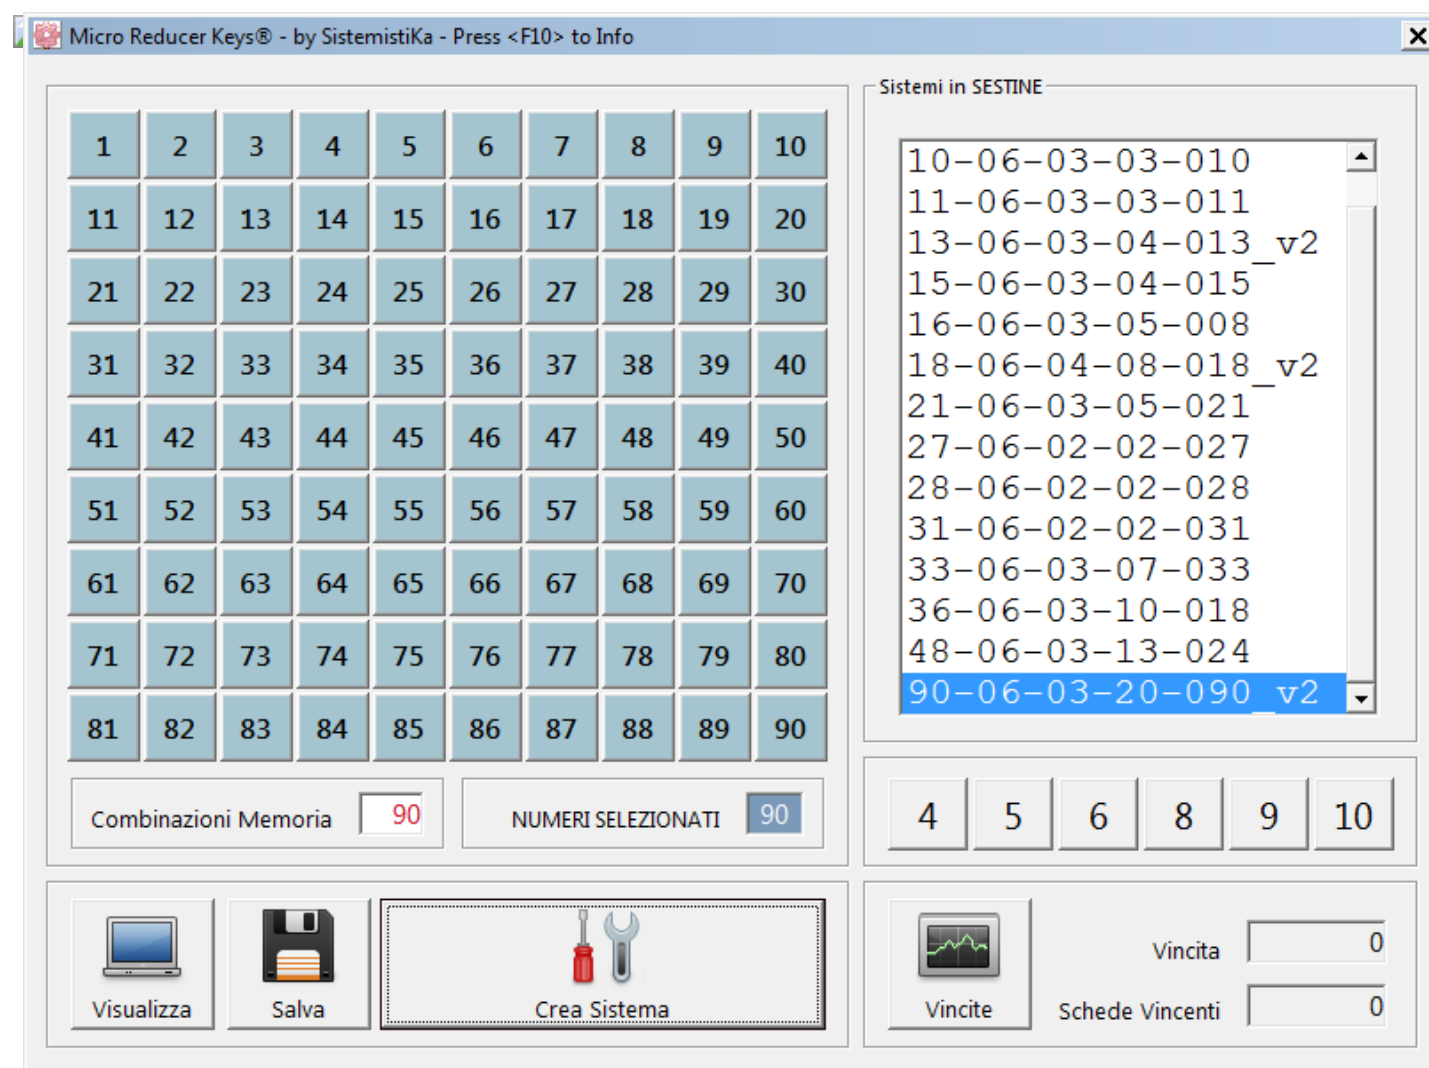 Micro Reducer Keys® - by SistemistiKa - Press <F10> to Info
1 2 3 4 5 6 7 8 9 10
11 12 13 14 15 16 17 18 19 20
21 22 23 24 25 26 27 28 29 30
31 32 33 34 35 36 37 38 39 40
41 42 43 44 45 46 47 48 49 50
51 52 53 54 55 56 57 58 59 60
61 62 63 64 65 66 67 68 69 70
71 72 73 74 75 76 77 78 79 80
81 82 83 84 85 86 87 88 89 90
Combinazioni Memoria 90
NUMERI SELEZIONATI 90
Visualizza
Salva
Crea Sistema
Sistemi in SESTINE
10-06-03-03-010
11-06-03-03-011
13-06-03-04-013_v2
15-06-03-04-015
16-06-03-05-008
18-06-04-08-018_v2
21-06-03-05-021
27-06-02-02-027
28-06-02-02-028
31-06-02-02-031
33-06-03-07-033
36-06-03-10-018
48-06-03-13-024
90-06-03-20-090_v2
4 5 6 8 9 10
Vincite
Vincita 0
Schede Vincenti 0